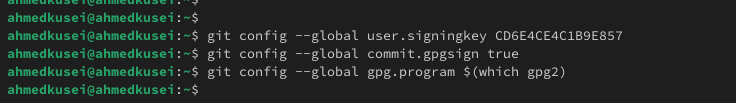 ahmedkusei@ahmedkusei:~$
ahmedkusei@ahmedkusei:~$ git config --global user.signingkey CD6E4CE4C1B9E857
ahmedkusei@ahmedkusei:~$ git config --global commit.gpgsign true
ahmedkusei@ahmedkusei:~$ git config --global gpg.program $(which gpg2)
ahmedkusei@ahmedkusei:~$